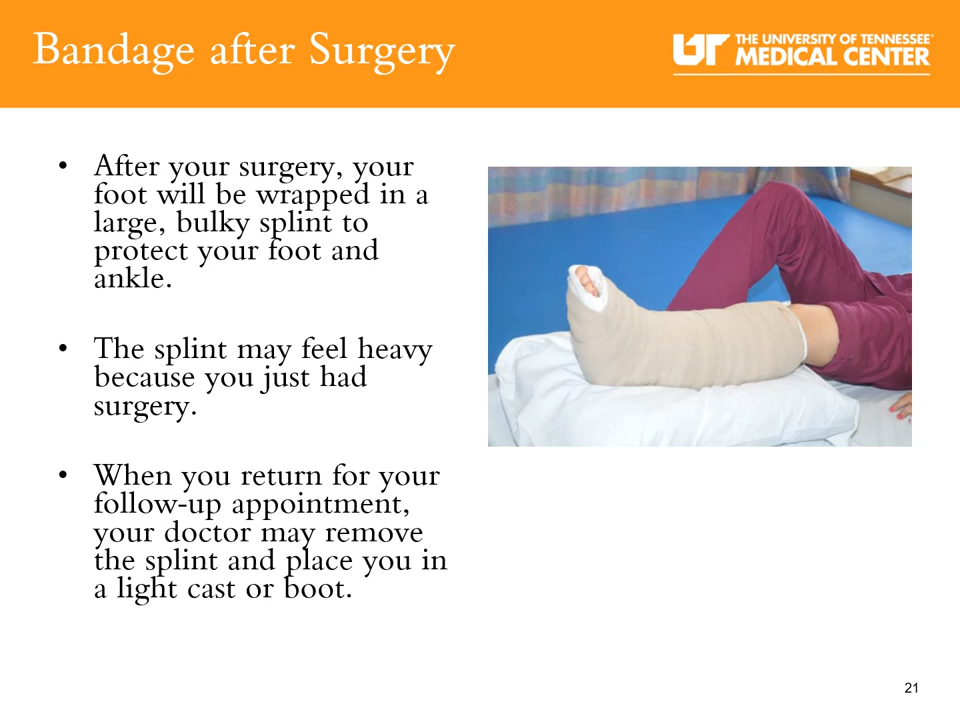 Bandage after Surgery
UT THE UNIVERSITY OF TENNESSEE
MEDICAL CENTER
• After your surgery, your
foot will be wrapped in a
large, bulky splint to
protect your foot and
ankle.
• The splint may feel heavy
because you just had
surgery.
• When you return for your
follow-up appointment,
your doctor may remove
the splint and place you in
a light cast or boot.
21